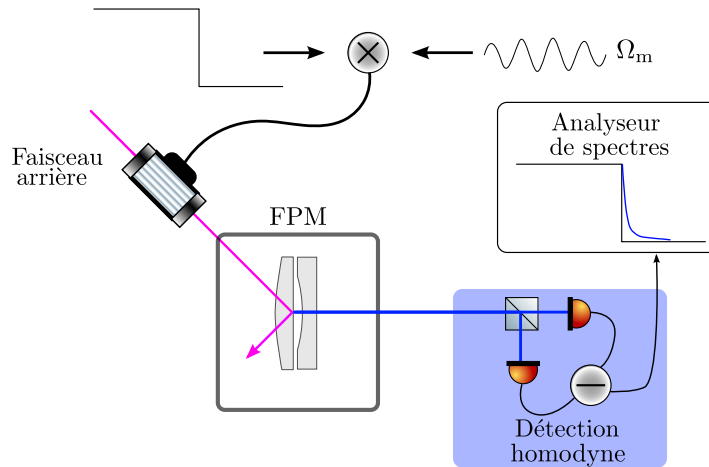 Ωm
Analyseur
de spectres
Faisceau
arrière
FPM
Détection
homodyne